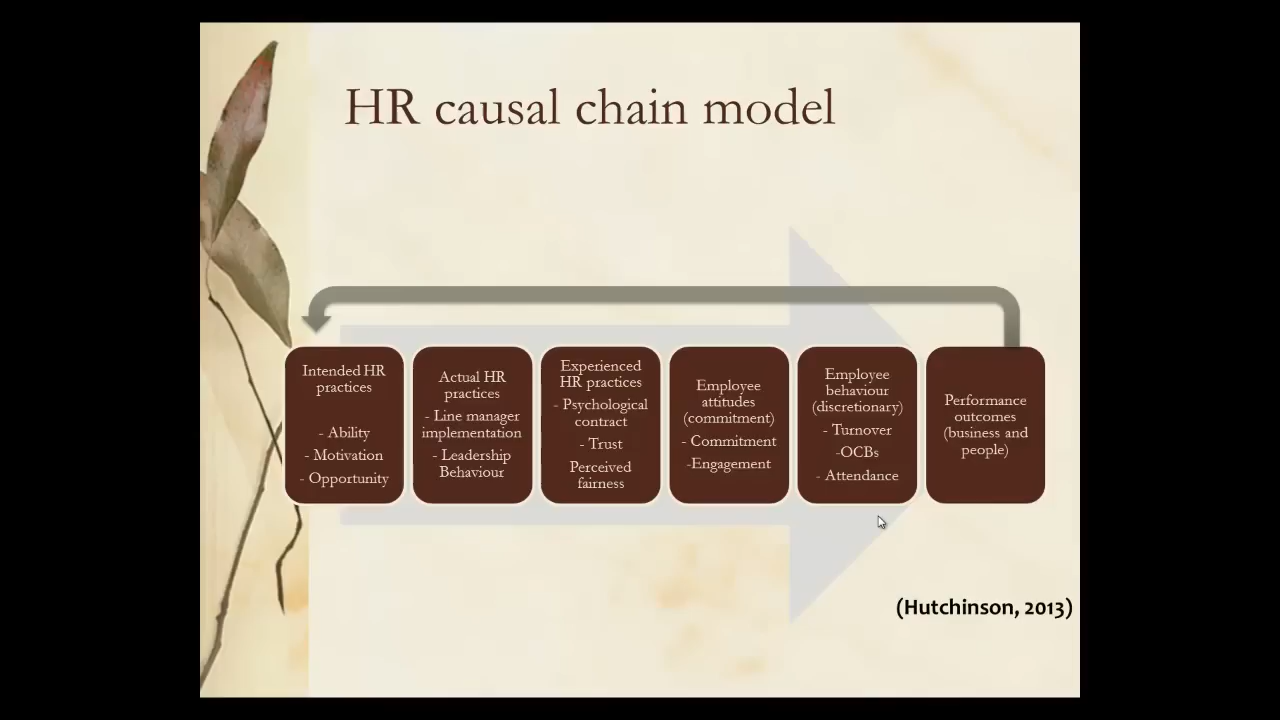 HR causal chain model
Intended HR
practices
- Ability
- Motivation
- Opportunity
Actual HR
practices
- Line manager
implementation
- Leadership
Behaviour
Experienced
HR practices
- Psychological
contract
- Trust
Perceived
fairness
Employee
attitudes
(commitment)
- Commitment
-Engagement
Employee
behaviour
(discretionary)
- Turnover
-OCBs
- Attendance
Performance
outcomes
(business and
people)
(Hutchinson, 2013)